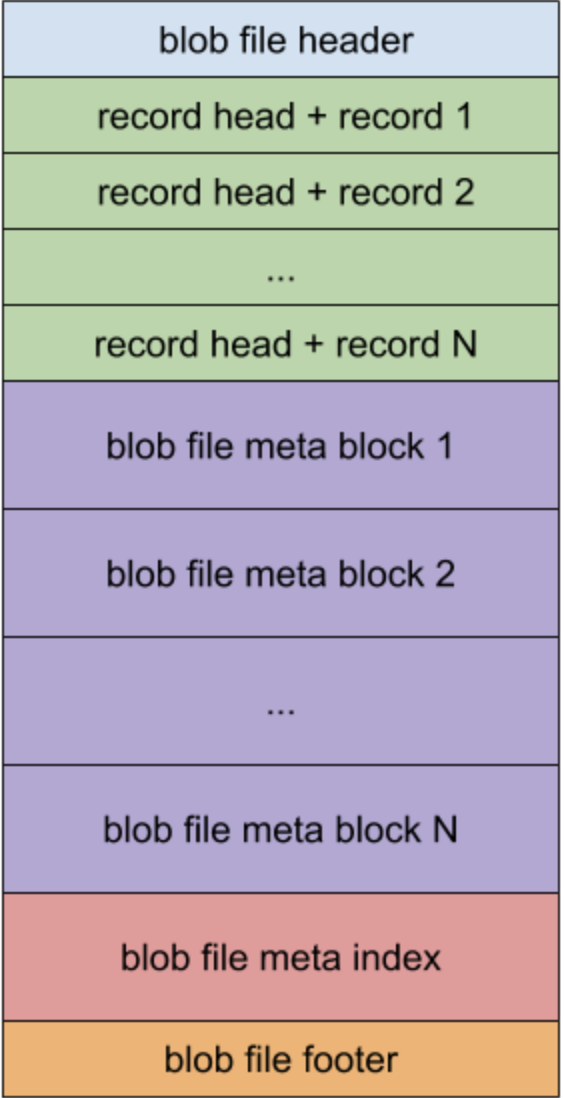 blob file header
record head + record 1
record head + record 2
...
record head + record N
blob file meta block 1
blob file meta block 2
...
blob file meta block N
blob file meta index
blob file footer